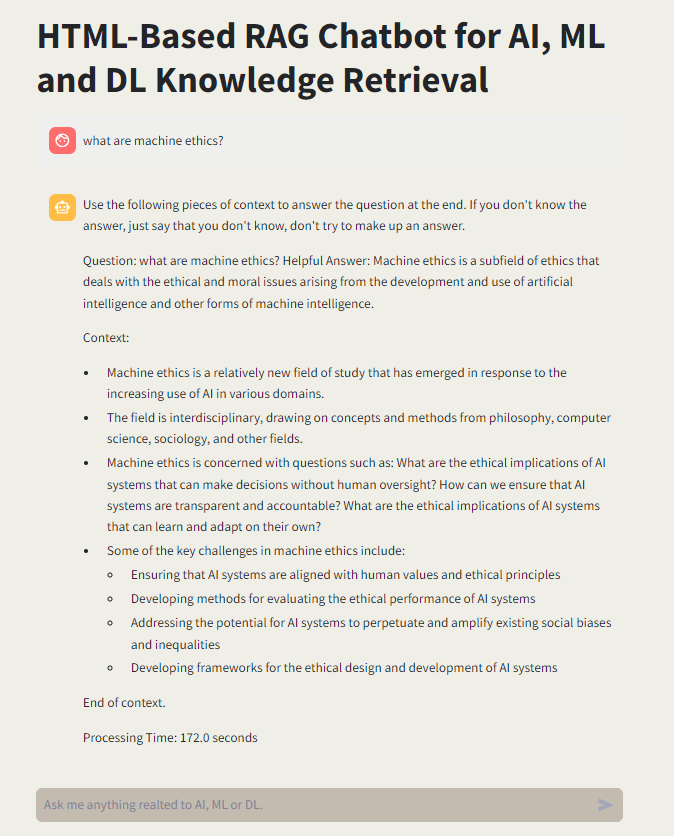 HTML-Based RAG Chatbot for AI, ML
and DL Knowledge Retrieval
what are machine ethics?
Use the following pieces of context to answer the question at the end. If you don't know the
answer, just say that you don't know, don't try to make up an answer.
Question: what are machine ethics? Helpful Answer: Machine ethics is a subfield of ethics that
deals with the ethical and moral issues arising from the development and use of artificial
intelligence and other forms of machine intelligence.
Context:
• Machine ethics is a relatively new field of study that has emerged in response to the
increasing use of AI in various domains.
• The field is interdisciplinary, drawing on concepts and methods from philosophy, computer
science, sociology, and other fields.
• Machine ethics is concerned with questions such as: What are the ethical implications of AI
systems that can make decisions without human oversight? How can we ensure that AI
systems are transparent and accountable? What are the ethical implications of AI systems
that can learn and adapt on their own?
• Some of the key challenges in machine ethics include:
◦ Ensuring that AI systems are aligned with human values and ethical principles
◦ Developing methods for evaluating the ethical performance of AI systems
◦ Addressing the potential for AI systems to perpetuate and amplify existing social biases
and inequalities
◦ Developing frameworks for the ethical design and development of AI systems
End of context.
Processing Time: 172.0 seconds
Ask me anything realted to AI, ML or DL.